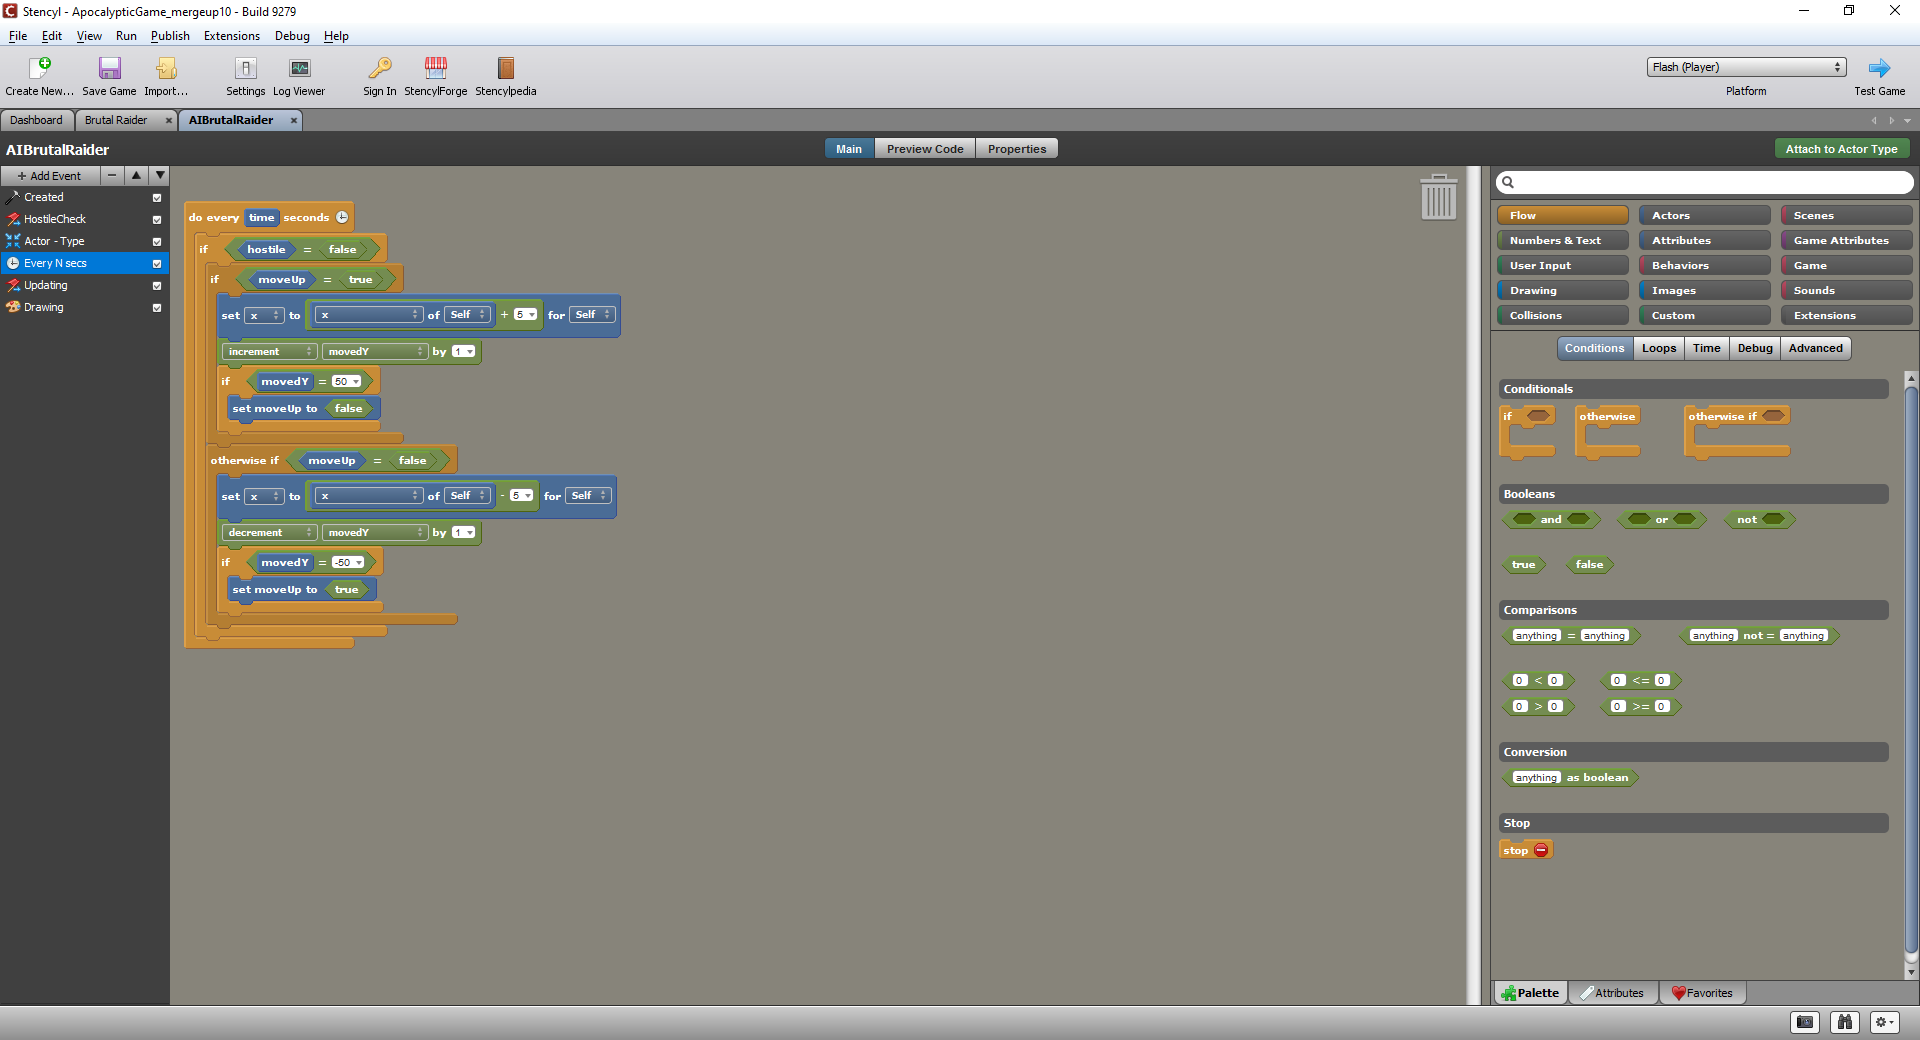 Stencyl - ApocalypticGame_mergeup10 - Build 9279
File Edit View Run Publish Extensions Debug Help
Create New... Save Game Import... Settings Log Viewer Sign In StencylForge Stencylpedia
Flash (Player)
Platform Test Game
Dashboard Brutal Raider AIBrutalRaider
AIBrutalRaider
Main Preview Code Properties
Attach to Actor Type
+ Add Event
Created
HostileCheck
Actor - Type
Every N secs
Updating
Drawing
do every time seconds
if hostile = false
if moveUp = true
set x to x of Self + 5 for Self
increment movedY by 1
if movedY = 50
set moveUp to false
otherwise if moveUp = false
set x to x of Self - 5 for Self
decrement movedY by 1
if movedY = -50
set moveUp to true
Flow Actors Scenes
Numbers & Text Attributes Game Attributes
User Input Behaviors Game
Drawing Images Sounds
Collisions Custom Extensions
Conditions Loops Time Debug Advanced
Conditionals
if otherwise otherwise if
Booleans
and or not
true false
Comparisons
anything = anything anything not = anything
0 < 0 0 <= 0
0 > 0 0 >= 0
Conversion
anything as boolean
Stop
stop
Palette Attributes Favorites